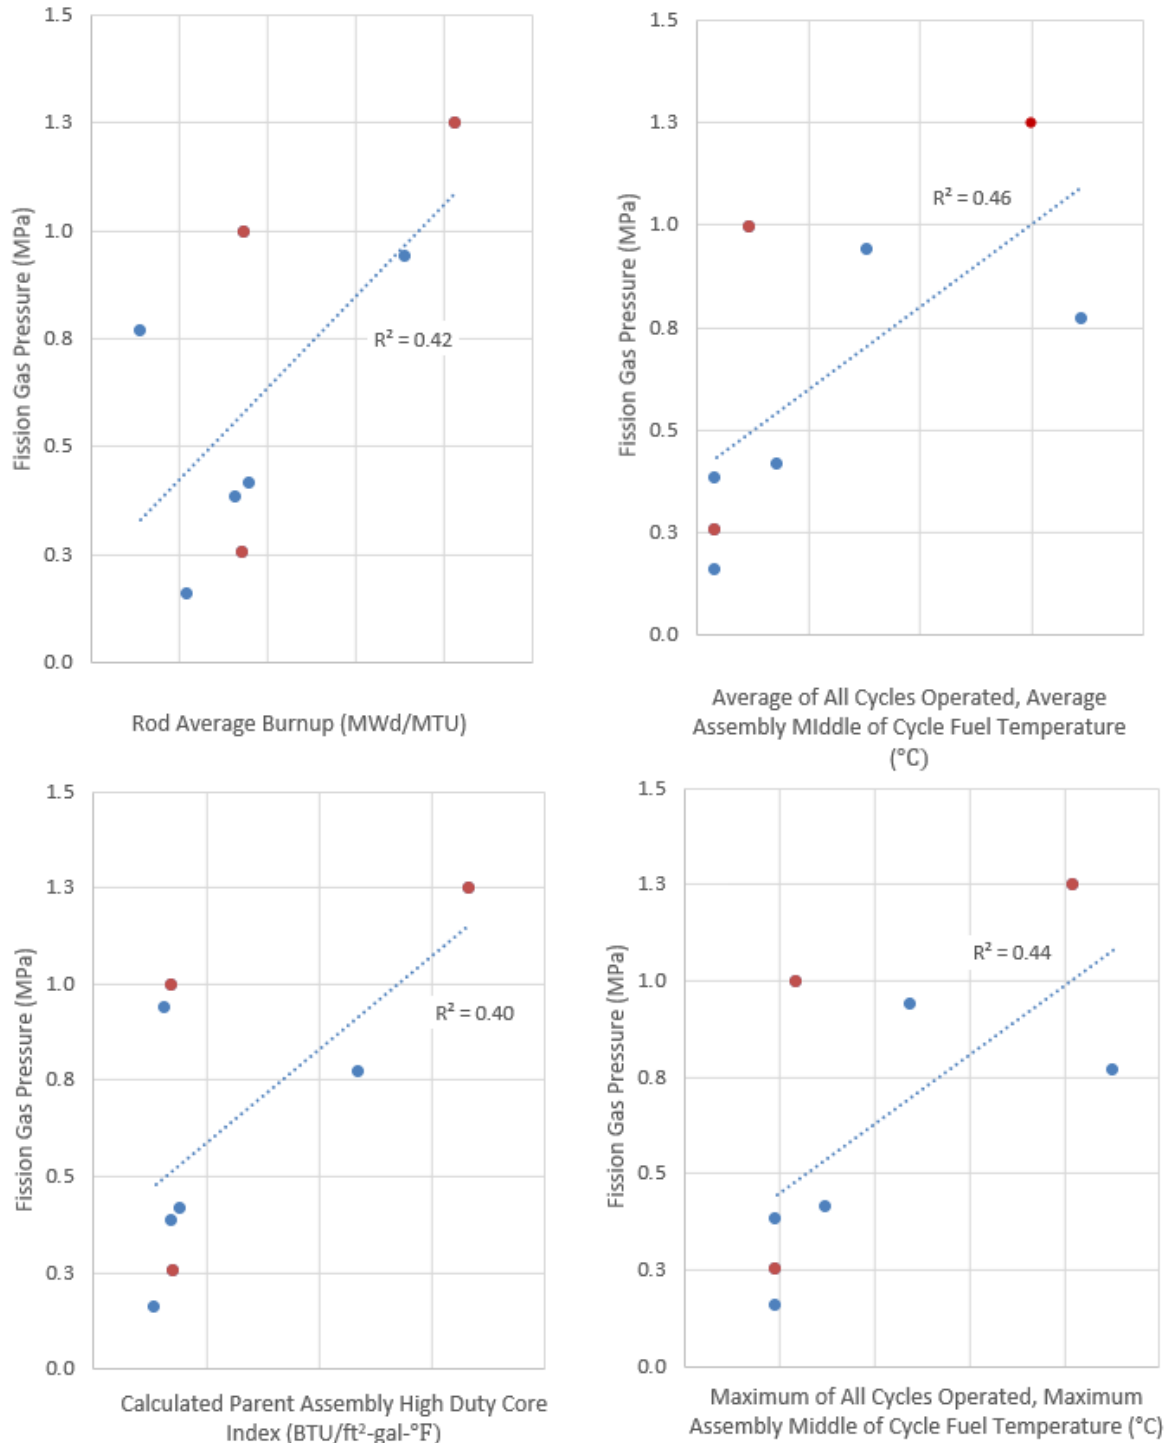 1.5
1.3
1.0
0.8
0.5
0.3
0.0
Fission Gas Pressure (MPa)
R² = 0.42
Rod Average Burnup (MWd/MTU)
1.5
1.3
1.0
0.8
0.5
0.3
0.0
Fission Gas Pressure (MPa)
R² = 0.46
Average of All Cycles Operated, Average
Assembly MIddle of Cycle Fuel Temperature
(°C)
1.5
1.3
1.0
0.8
0.5
0.3
0.0
Fission Gas Pressure (MPa)
R² = 0.40
Calculated Parent Assembly High Duty Core
Index (BTU/ft²-gal-°F)
1.5
1.3
1.0
0.8
0.5
0.3
0.0
Fission Gas Pressure (MPa)
R² = 0.44
Maximum of All Cycles Operated, Maximum
Assembly Middle of Cycle Fuel Temperature (°C)